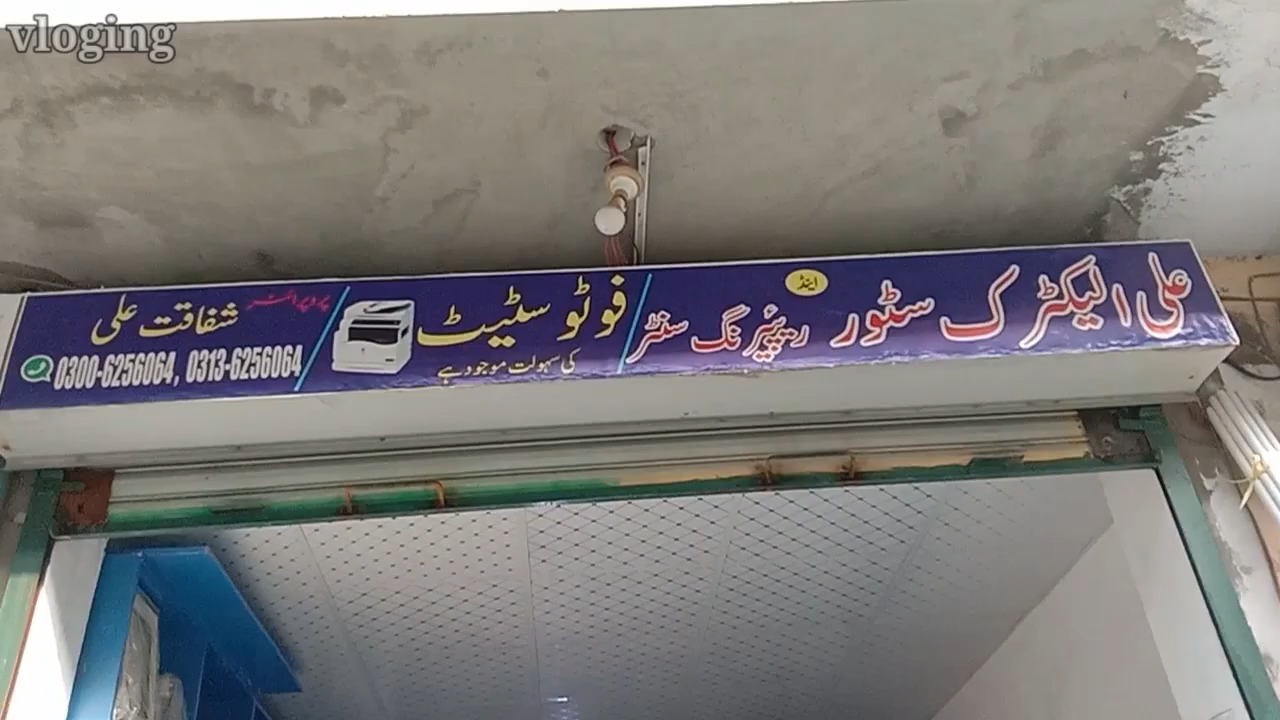 vloging
علی الیکٹرک سٹور اینڈ ریپئرنگ سنٹر
فوٹو سٹیٹ
کی سہولت موجود ہے
پروپرائٹر
شفاقت علی
0300-6256064, 0313-6256064